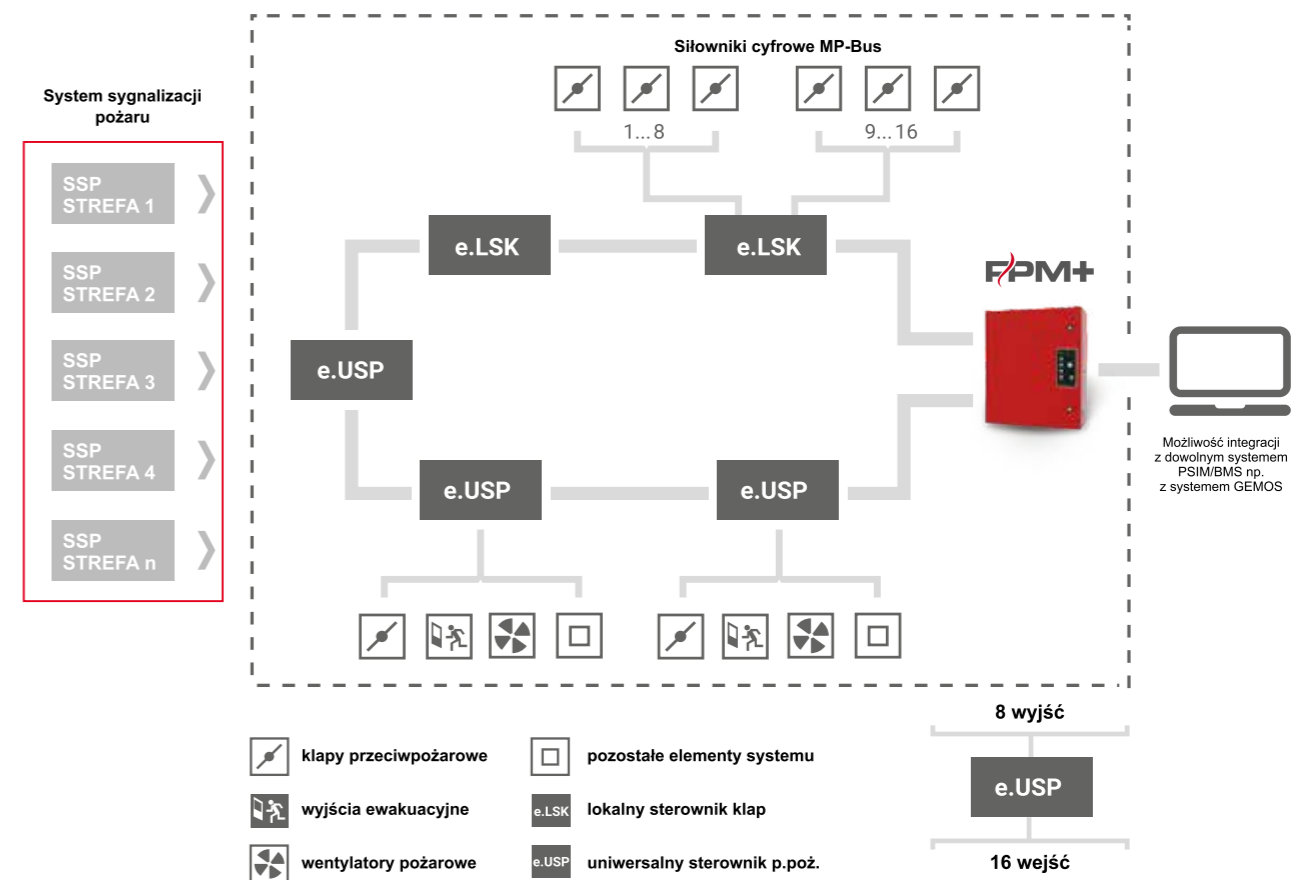 Siłowniki cyfrowe MP-Bus
System sygnalizacji
pożaru
1...8
9...16
SSP
STREFA 1
SSP
STREFA 2
SSP
STREFA 3
SSP
STREFA 4
SSP
STREFA n
e.LSK
e.LSK
FPM+
e.USP
e.USP
e.USP
Możliwość integracji
z dowolnym systemem
PSIM/BMS np.
z systemem GEMOS
klapy przeciwpożarowe
wyjścia ewakuacyjne
wentylatory pożarowe
pozostałe elementy systemu
e.LSK lokalny sterownik klap
e.USP uniwersalny sterownik p.poż.
8 wyjść
e.USP
16 wejść